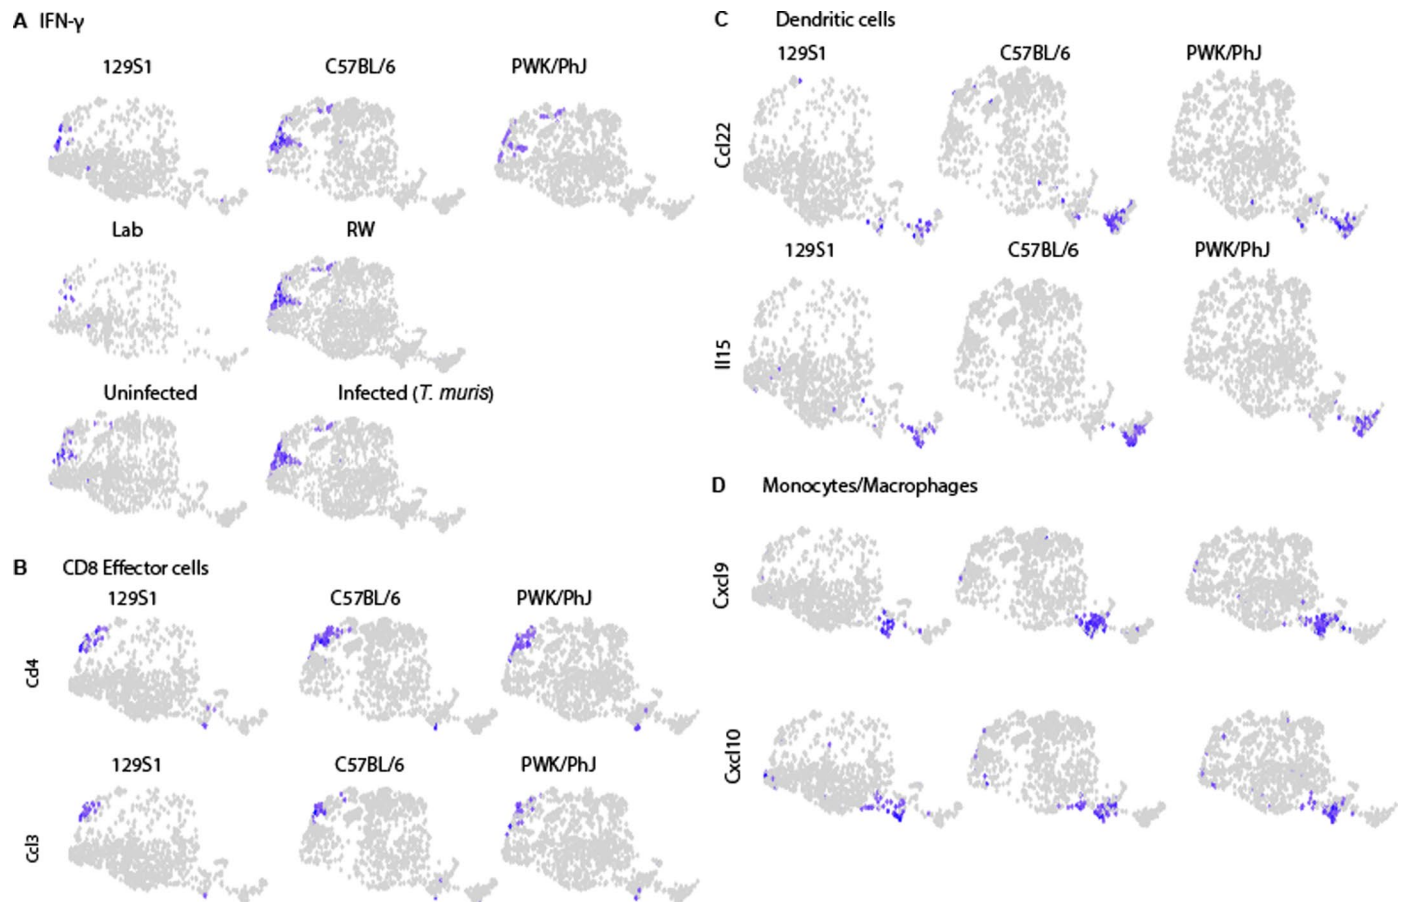 A IFN-γ
129S1 C57BL/6 PWK/PhJ
Lab RW
Uninfected Infected (T. muris)
B CD8 Effector cells
129S1 C57BL/6 PWK/PhJ
Cd4
129S1 C57BL/6 PWK/PhJ
Ccl3
C Dendritic cells
129S1 C57BL/6 PWK/PhJ
Ccl22
129S1 C57BL/6 PWK/PhJ
Il15
D Monocytes/Macrophages
Cxcl9
Cxcl10